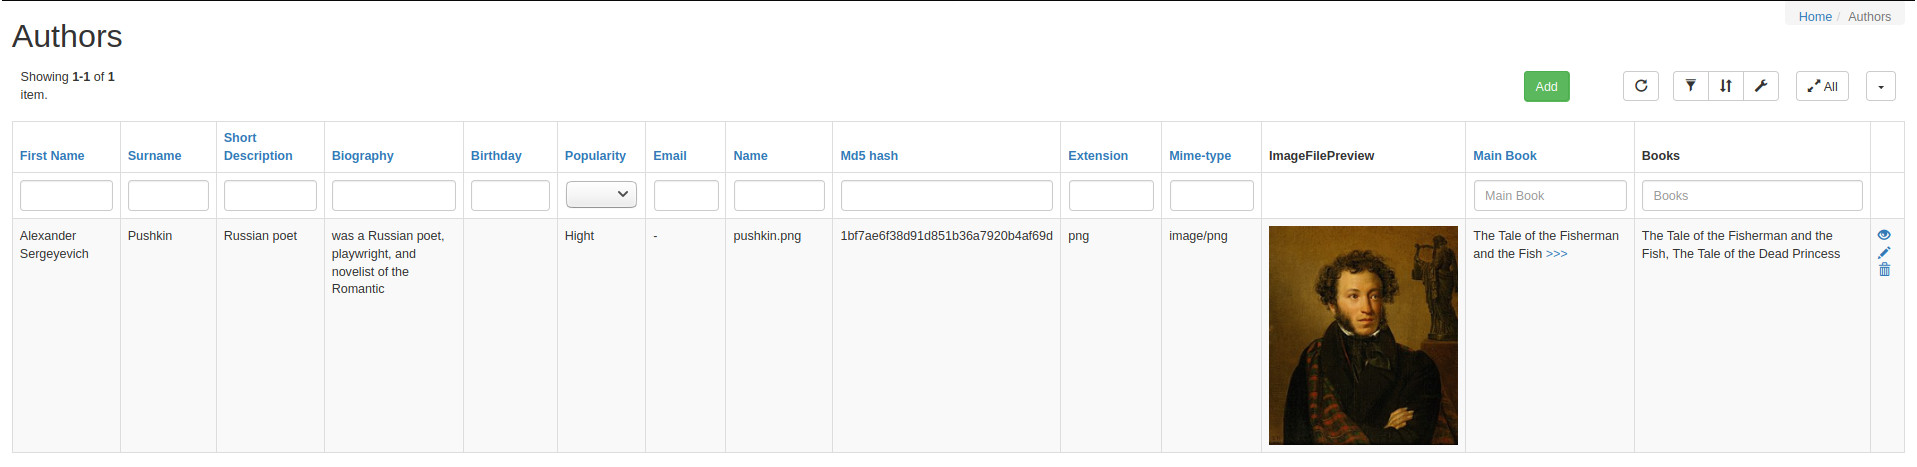 Home / Authors
Authors
Showing 1-1 of 1
item.
Add
All
First Name
Surname
Short
Description
Biography
Birthday
Popularity
Email
Name
Md5 hash
Extension
Mime-type
ImageFilePreview
Main Book
Books
Main Book
Books
Alexander
Sergeyevich
Pushkin
Russian poet
was a Russian poet,
playwright, and
novelist of the
Romantic
Hight
-
pushkin.png
1bf7ae6f38d91d851b36a7920b4af69d
png
image/png
The Tale of the Fisherman
and the Fish >>>
The Tale of the Fisherman and the
Fish, The Tale of the Dead Princess